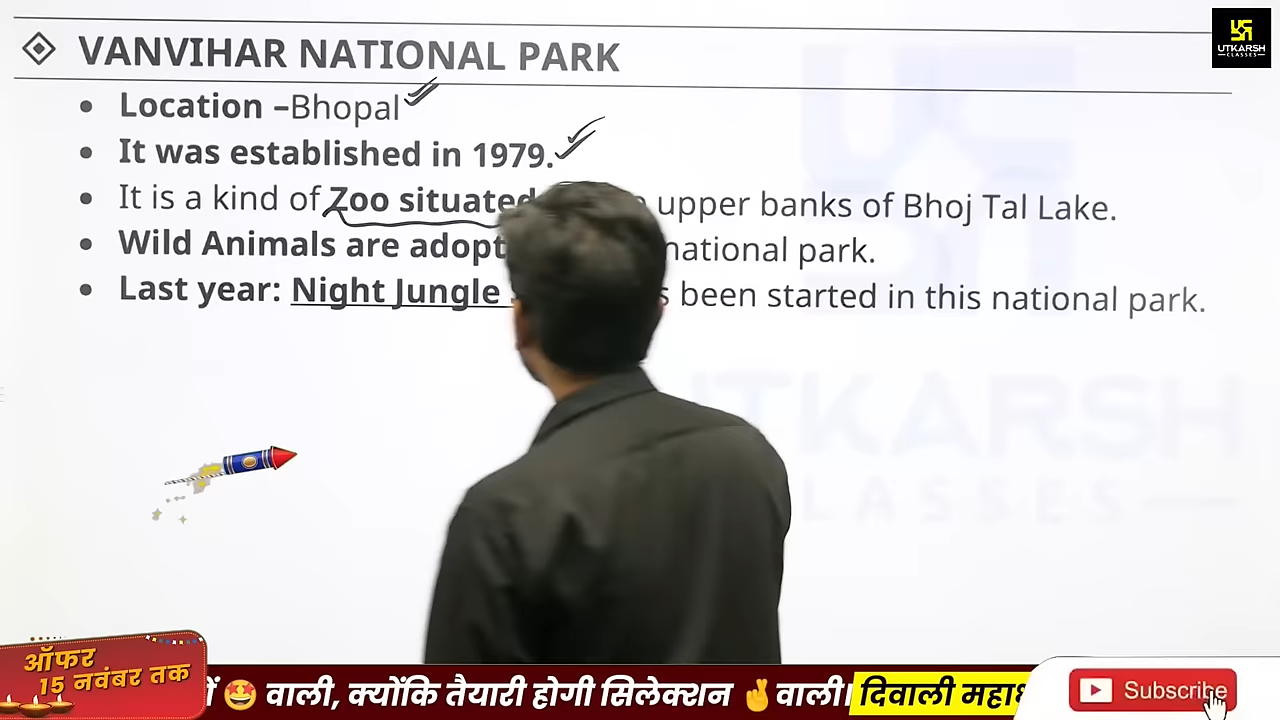 VANVIHAR NATIONAL PARK
UTKARSH
CLASSES
Location –Bhopal
It was established in 1979.
It is a kind of Zoo situated upper banks of Bhoj Tal Lake.
Wild Animals are national park.
Last year: Night Jungle been started in this national park.
UTKARSH
CLASSES
ऑफर
15 नवंबर तक
वाली, क्योंकि तैयारी होगी सिलेक्शन वाली। दिवाली
Subscribe